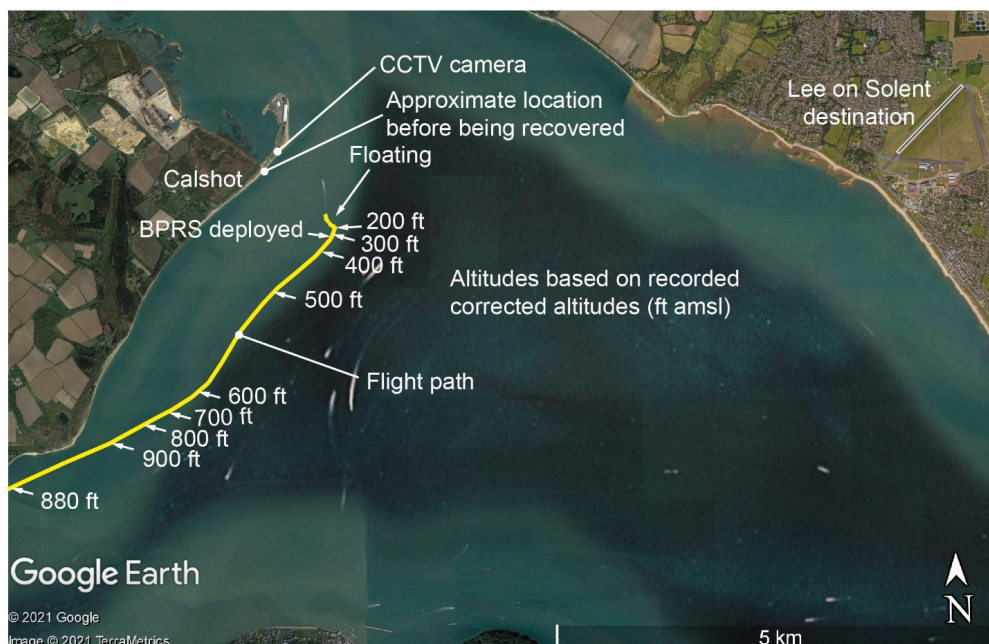 CCTV camera
Approximate location
before being recovered
Lee on Solent
destination
Floating
Calshot
BPRS deployed
200 ft
300 ft
400 ft
Altitudes based on recorded
corrected altitudes (ft amsl)
500 ft
Flight path
600 ft
700 ft
800 ft
900 ft
880 ft
Google Earth
N
© 2021 Google
Image © 2021 TerraMetrics
5 km